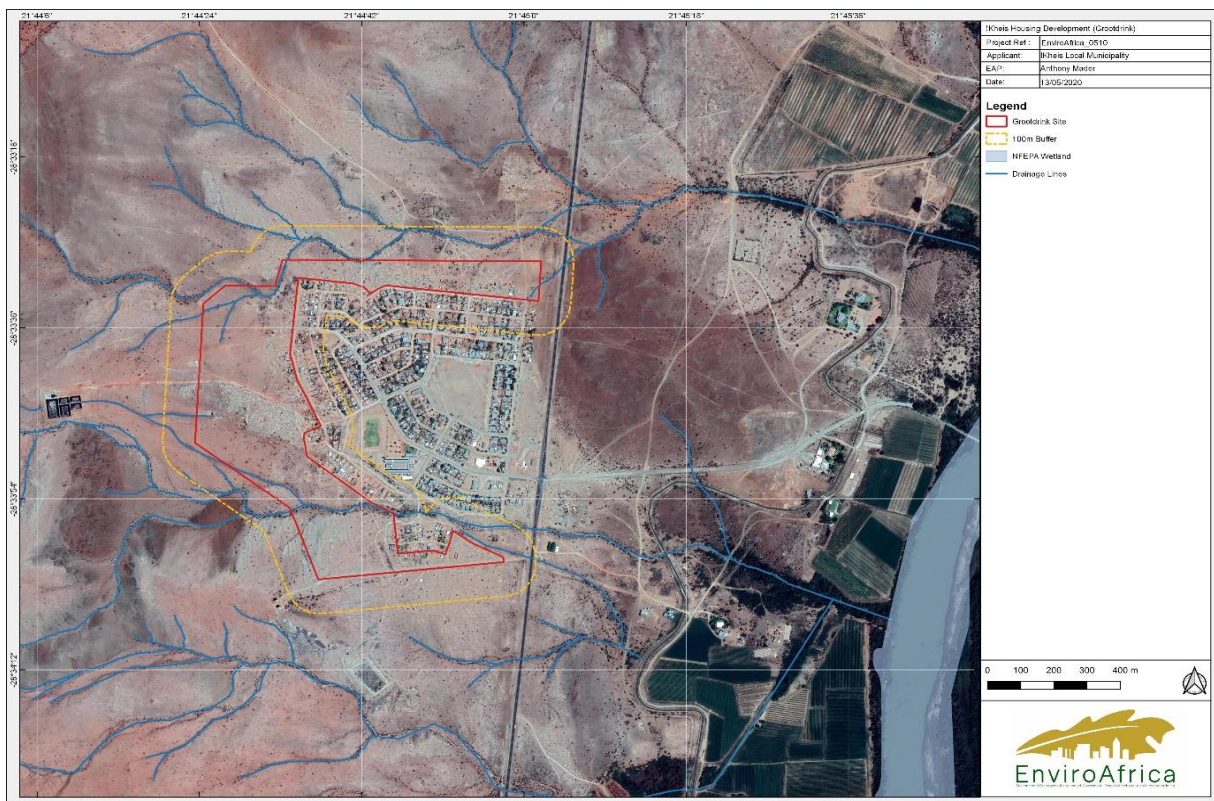 21°44'6" 21°44'24" 21°44'42" 21°45'0" 21°45'18" 21°45'36"
-28°33'18"
-28°33'36"
-28°33'54"
-28°34'12"
!Kheis Housing Development (Grootdrink)
Project Ref : EnviroAfrica_0510
Applicant: !Kheis Local Municipality
EAP: Anthony Mader
Date: 13/05/2020
Legend
Grootdrink Site
100m Buffer
NFEPA Wetland
Drainage Lines
0 100 200 300 400 m
EnviroAfrica